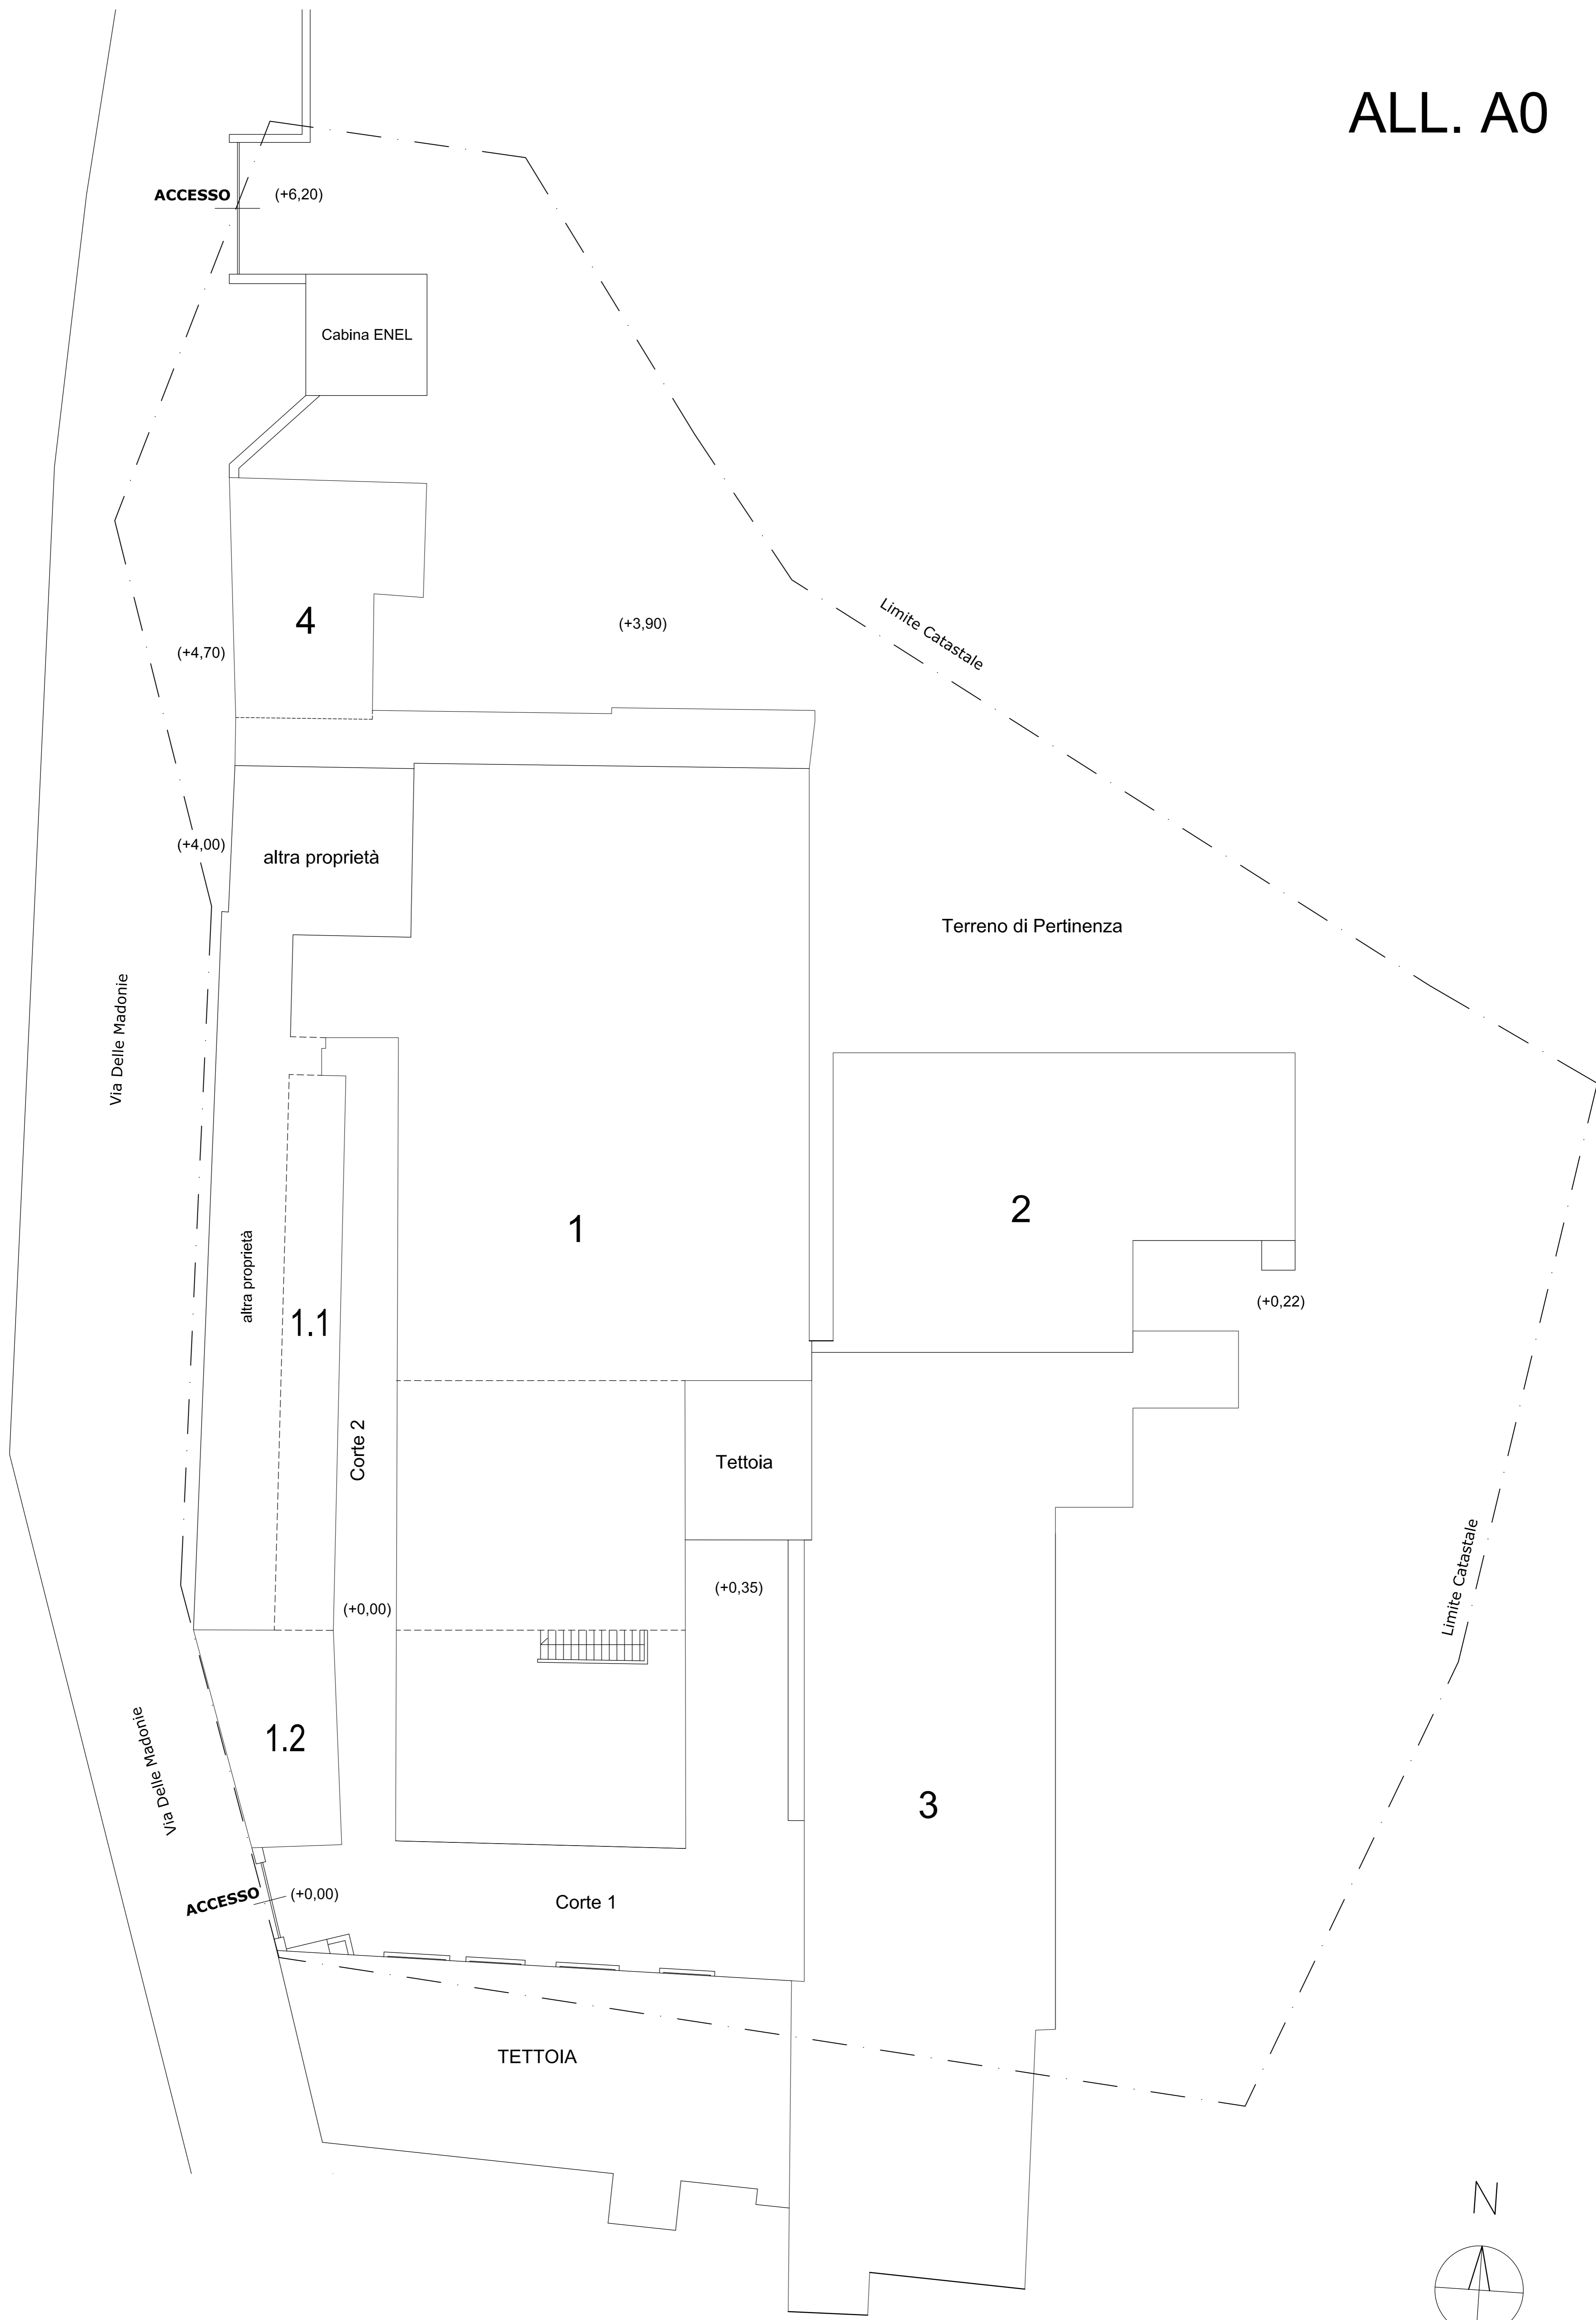 ALL. A0
ACCESSO
(+6,20)
Cabina ENEL
4
(+3,90)
Limite Catastale
(+4,70)
(+4,00)
altra proprietà
Terreno di Pertinenza
Via Delle Madonie
1
2
altra proprietà
1.1
(+0,22)
Corte 2
Tettoia
Limite Catastale
(+0,35)
(+0,00)
1.2
Via Delle Madonie
3
ACCESSO
(+0,00)
Corte 1
TETTOIA
N